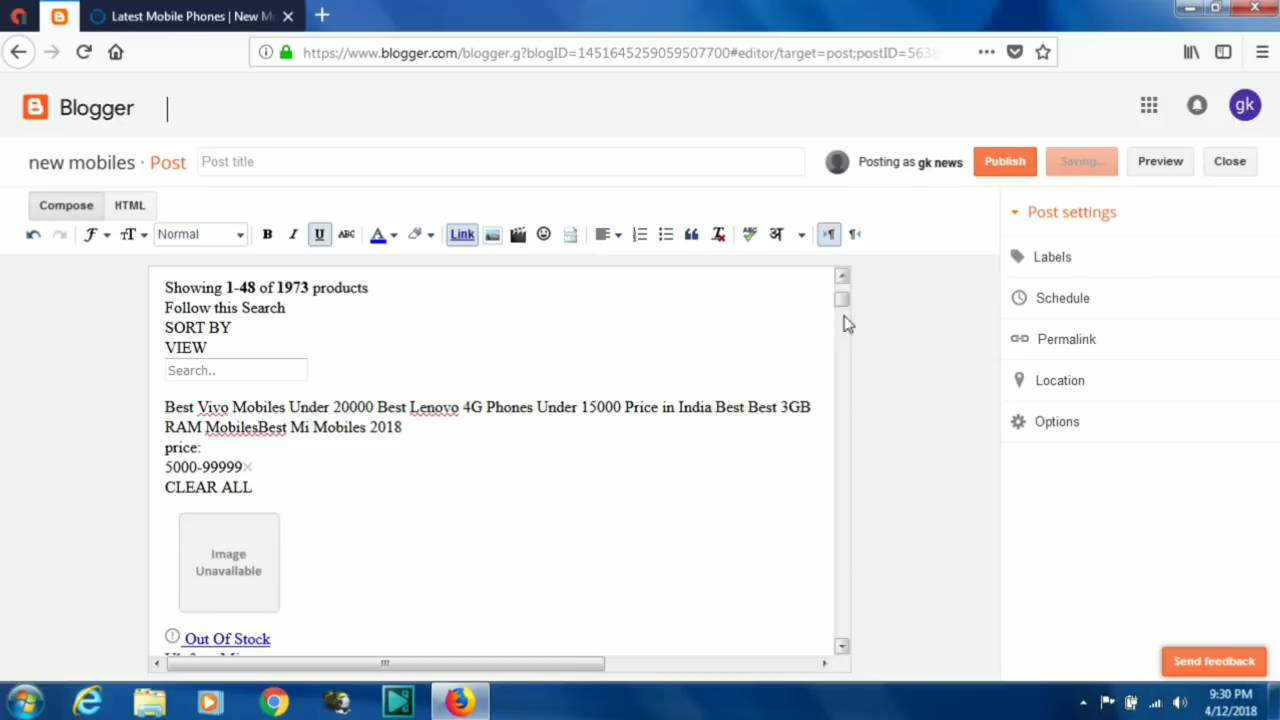 Latest Mobile Phones | New M
https://www.blogger.com/blogger.g?blogID=1451645259059507700#editor/target=post;postID=5638
Blogger
gk
new mobiles · Post
Post title
Posting as gk news
Publish
Saving...
Preview
Close
Compose
HTML
Post settings
Normal
B I U ABC A
Link
ABC
अ
Labels
Schedule
Permalink
Location
Options
Showing 1-48 of 1973 products
Follow this Search
SORT BY
VIEW
Search..
Best Vivo Mobiles Under 20000 Best Lenovo 4G Phones Under 15000 Price in India Best Best 3GB
RAM MobilesBest Mi Mobiles 2018
price:
5000-99999×
CLEAR ALL
Image
Unavailable
Out Of Stock
Send feedback
9:30 PM
4/12/2018